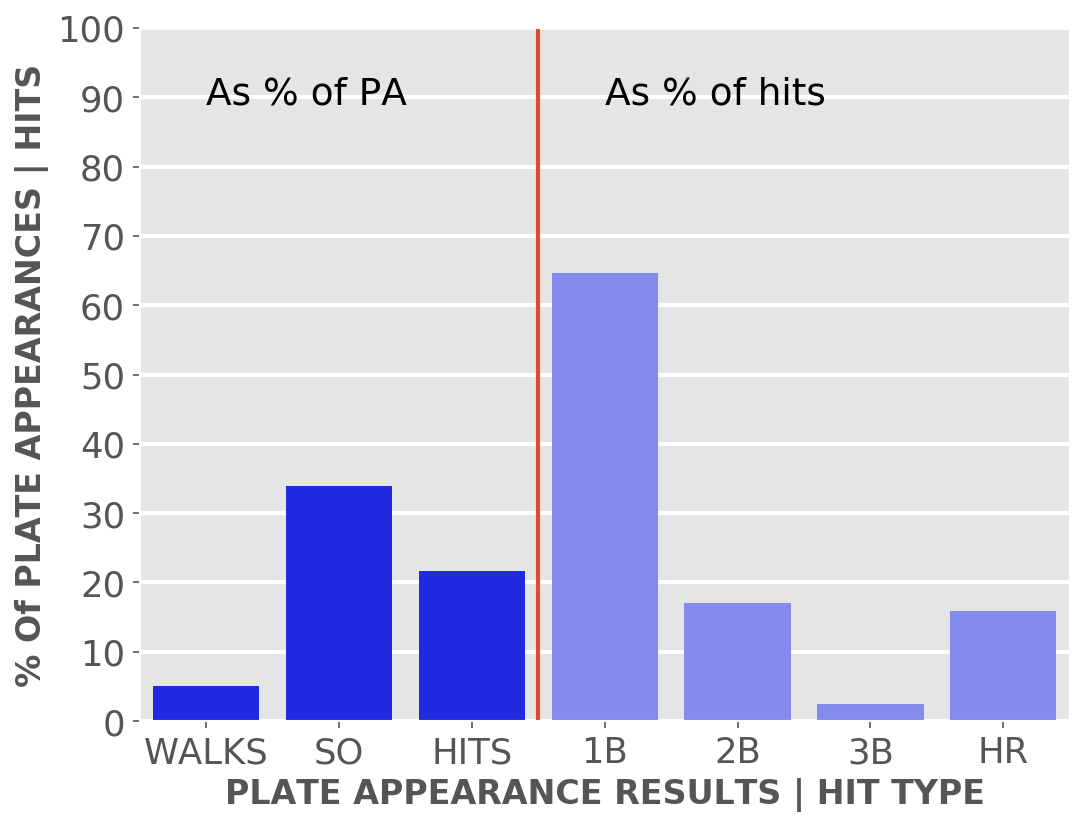 100
90
80
70
60
50
40
30
20
10
0
% Of PLATE APPEARANCES | HITS
As % of PA
As % of hits
WALKS SO HITS 1B 2B 3B HR
PLATE APPEARANCE RESULTS | HIT TYPE